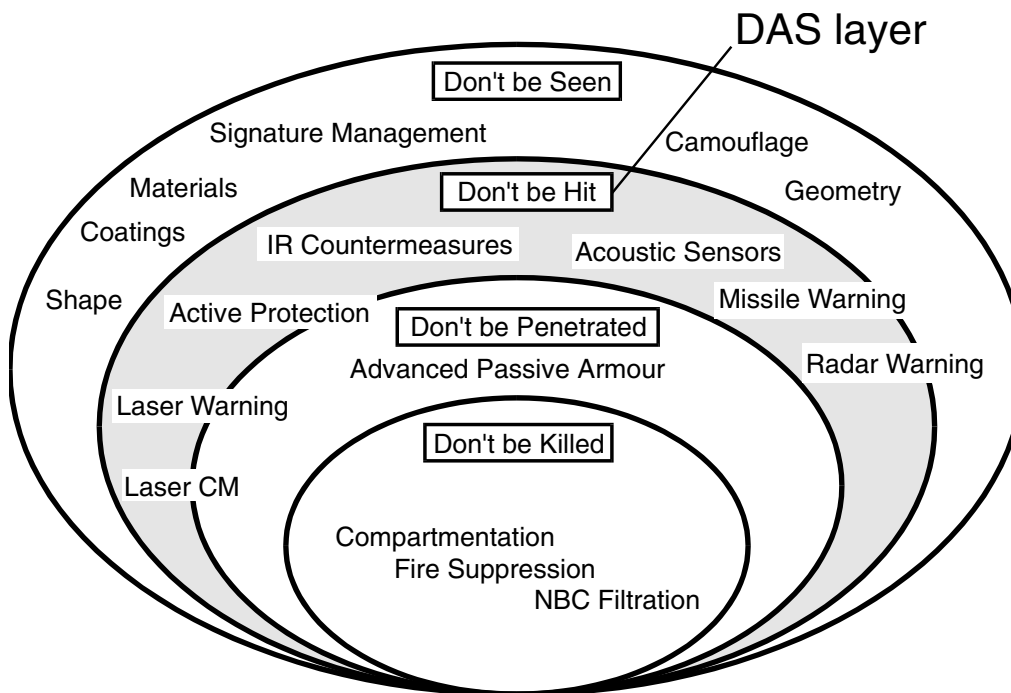 DAS layer
Don't be Seen
Signature Management
Camouflage
Materials
Geometry
Coatings
Shape
Don't be Hit
IR Countermeasures
Acoustic Sensors
Active Protection
Missile Warning
Radar Warning
Laser Warning
Laser CM
Don't be Penetrated
Advanced Passive Armour
Don't be Killed
Compartmentation
Fire Suppression
NBC Filtration